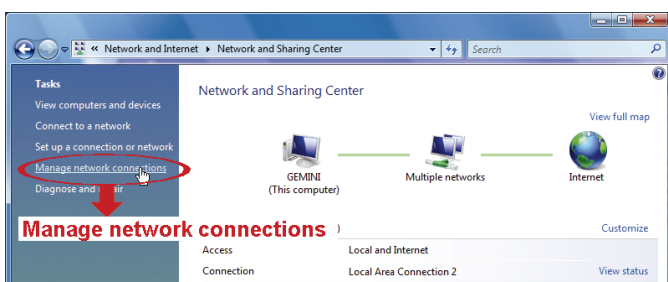 « Network and Internet ▸ Network and Sharing Center
Search
Tasks
View computers and devices
Connect to a network
Set up a connection or network
Manage network connections
Diagnose and
Manage network connections
Network and Sharing Center
View full map
GEMINI
(This computer)
Multiple networks
Internet
)
Customize
Access
Local and Internet
Connection
Local Area Connection 2
View status